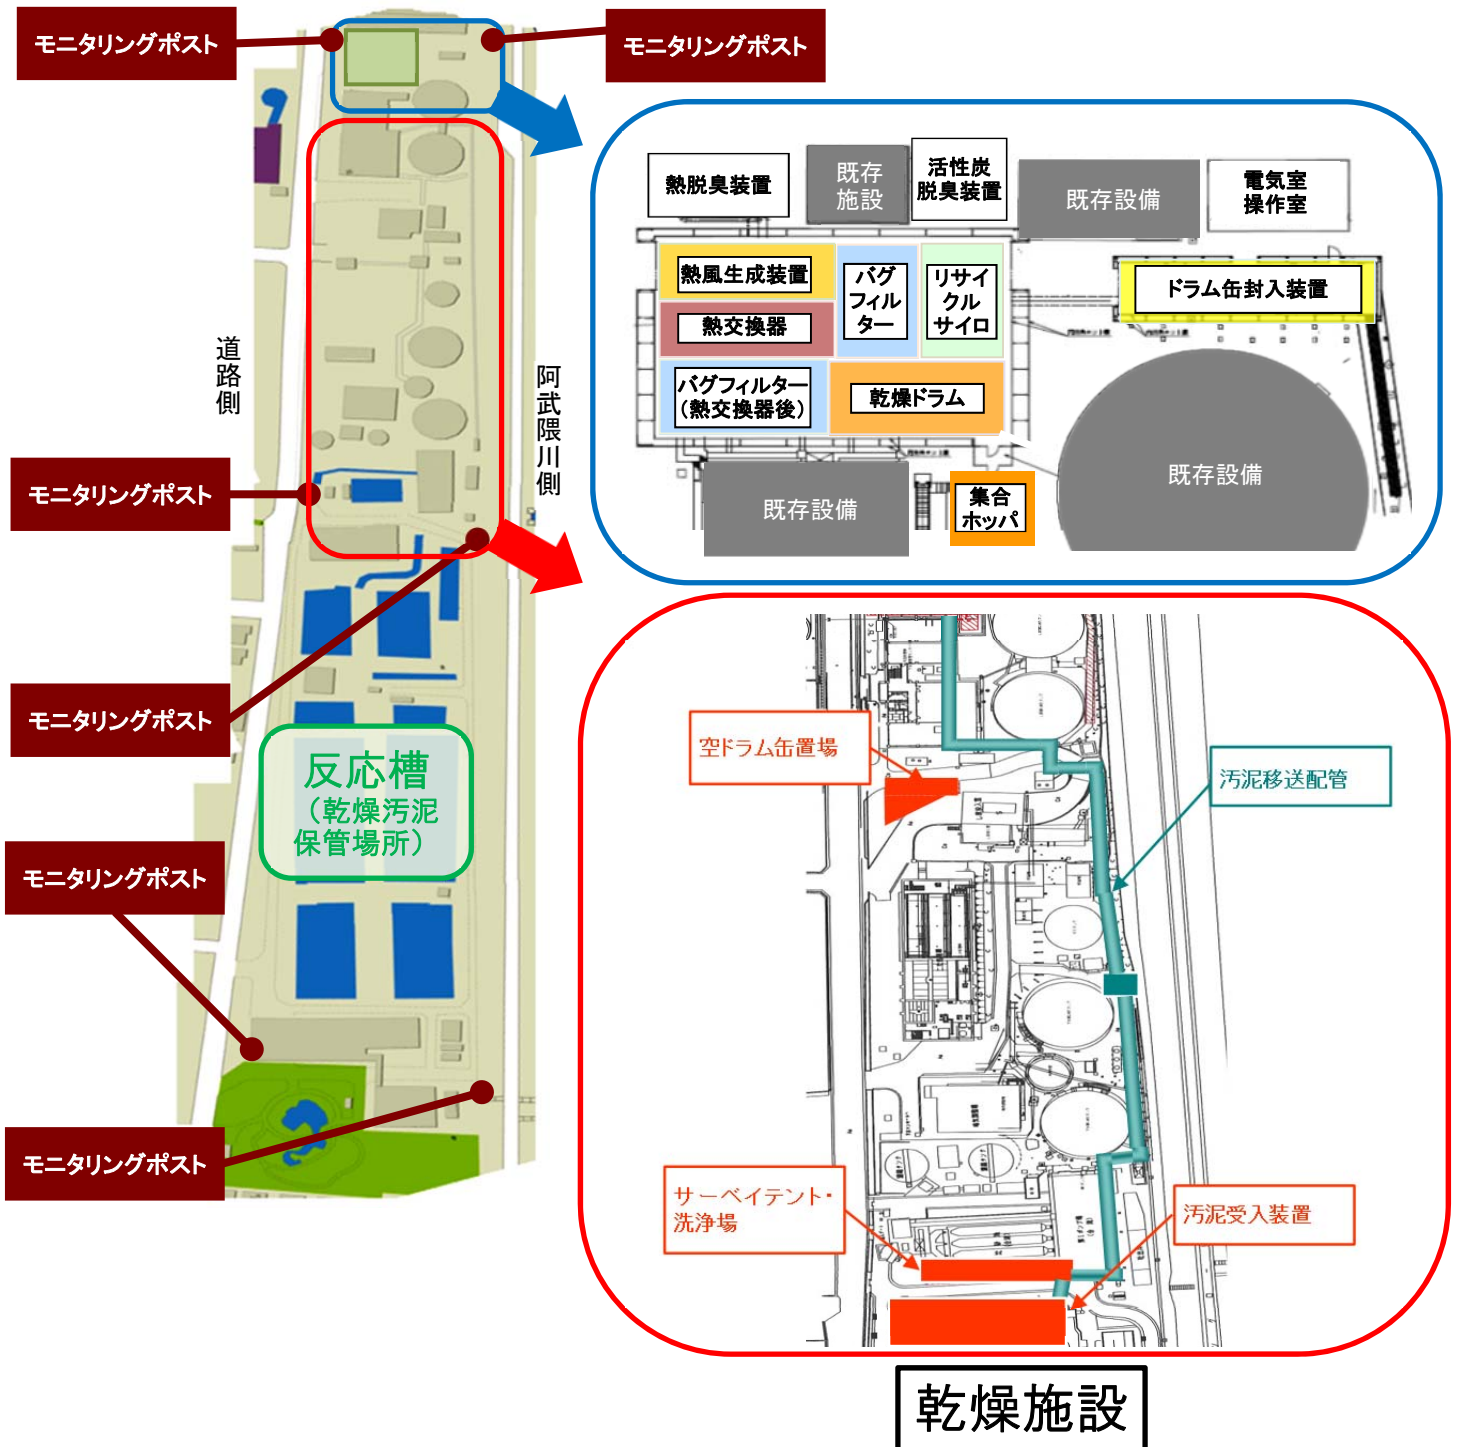 モニタリングポスト
モニタリングポスト
熱脱臭装置
既存
施設
活性炭
脱臭装置
既存設備
電気室
操作室
熱風生成装置
バグ
フィル
ター
リサイ
クル
サイロ
ドラム缶封入装置
熱交換器
バグフィルター
（熱交換器後）
乾燥ドラム
既存設備
既存設備
集合
ホッパ
道路側
阿武隈川側
モニタリングポスト
モニタリングポスト
反応槽
（乾燥汚泥
保管場所）
モニタリングポスト
モニタリングポスト
空ドラム缶置場
汚泥移送配管
サーベイテント・
洗浄場
汚泥受入装置
乾燥施設